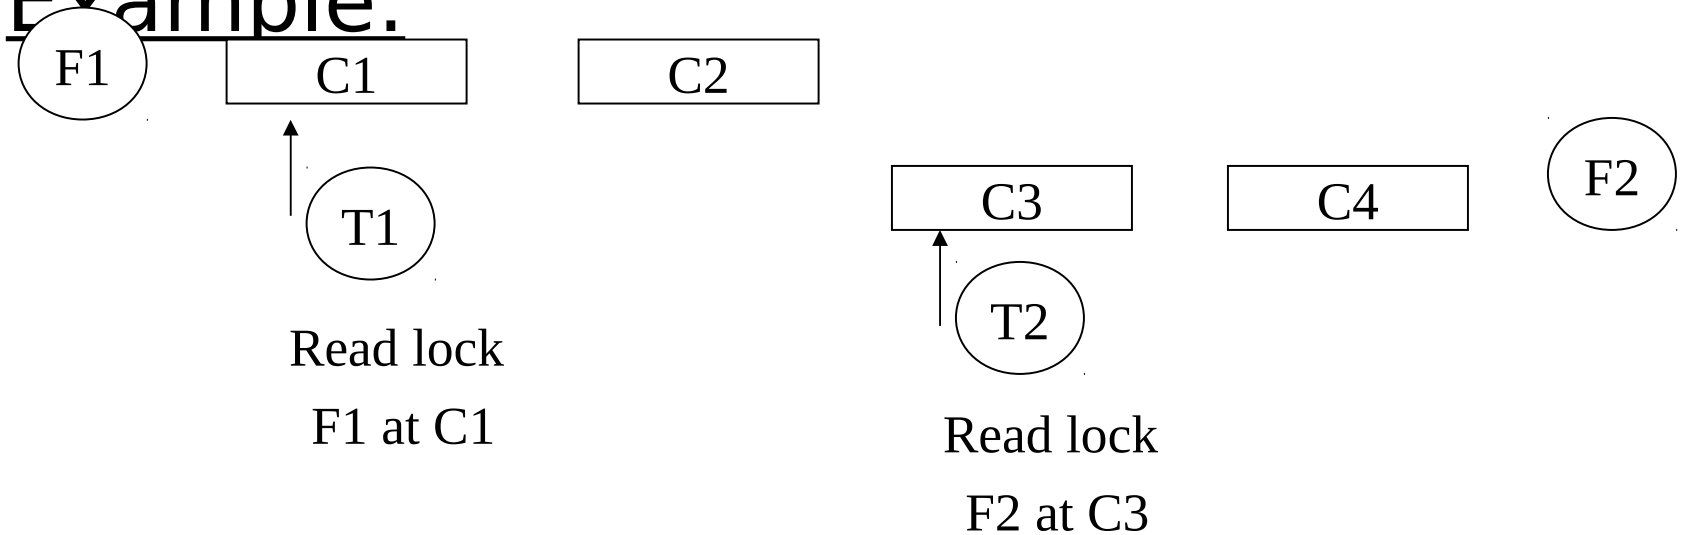 Example:
F1
C1
C2
C3
C4
F2
T1
T2
Read lock
F1 at C1
Read lock
F2 at C3